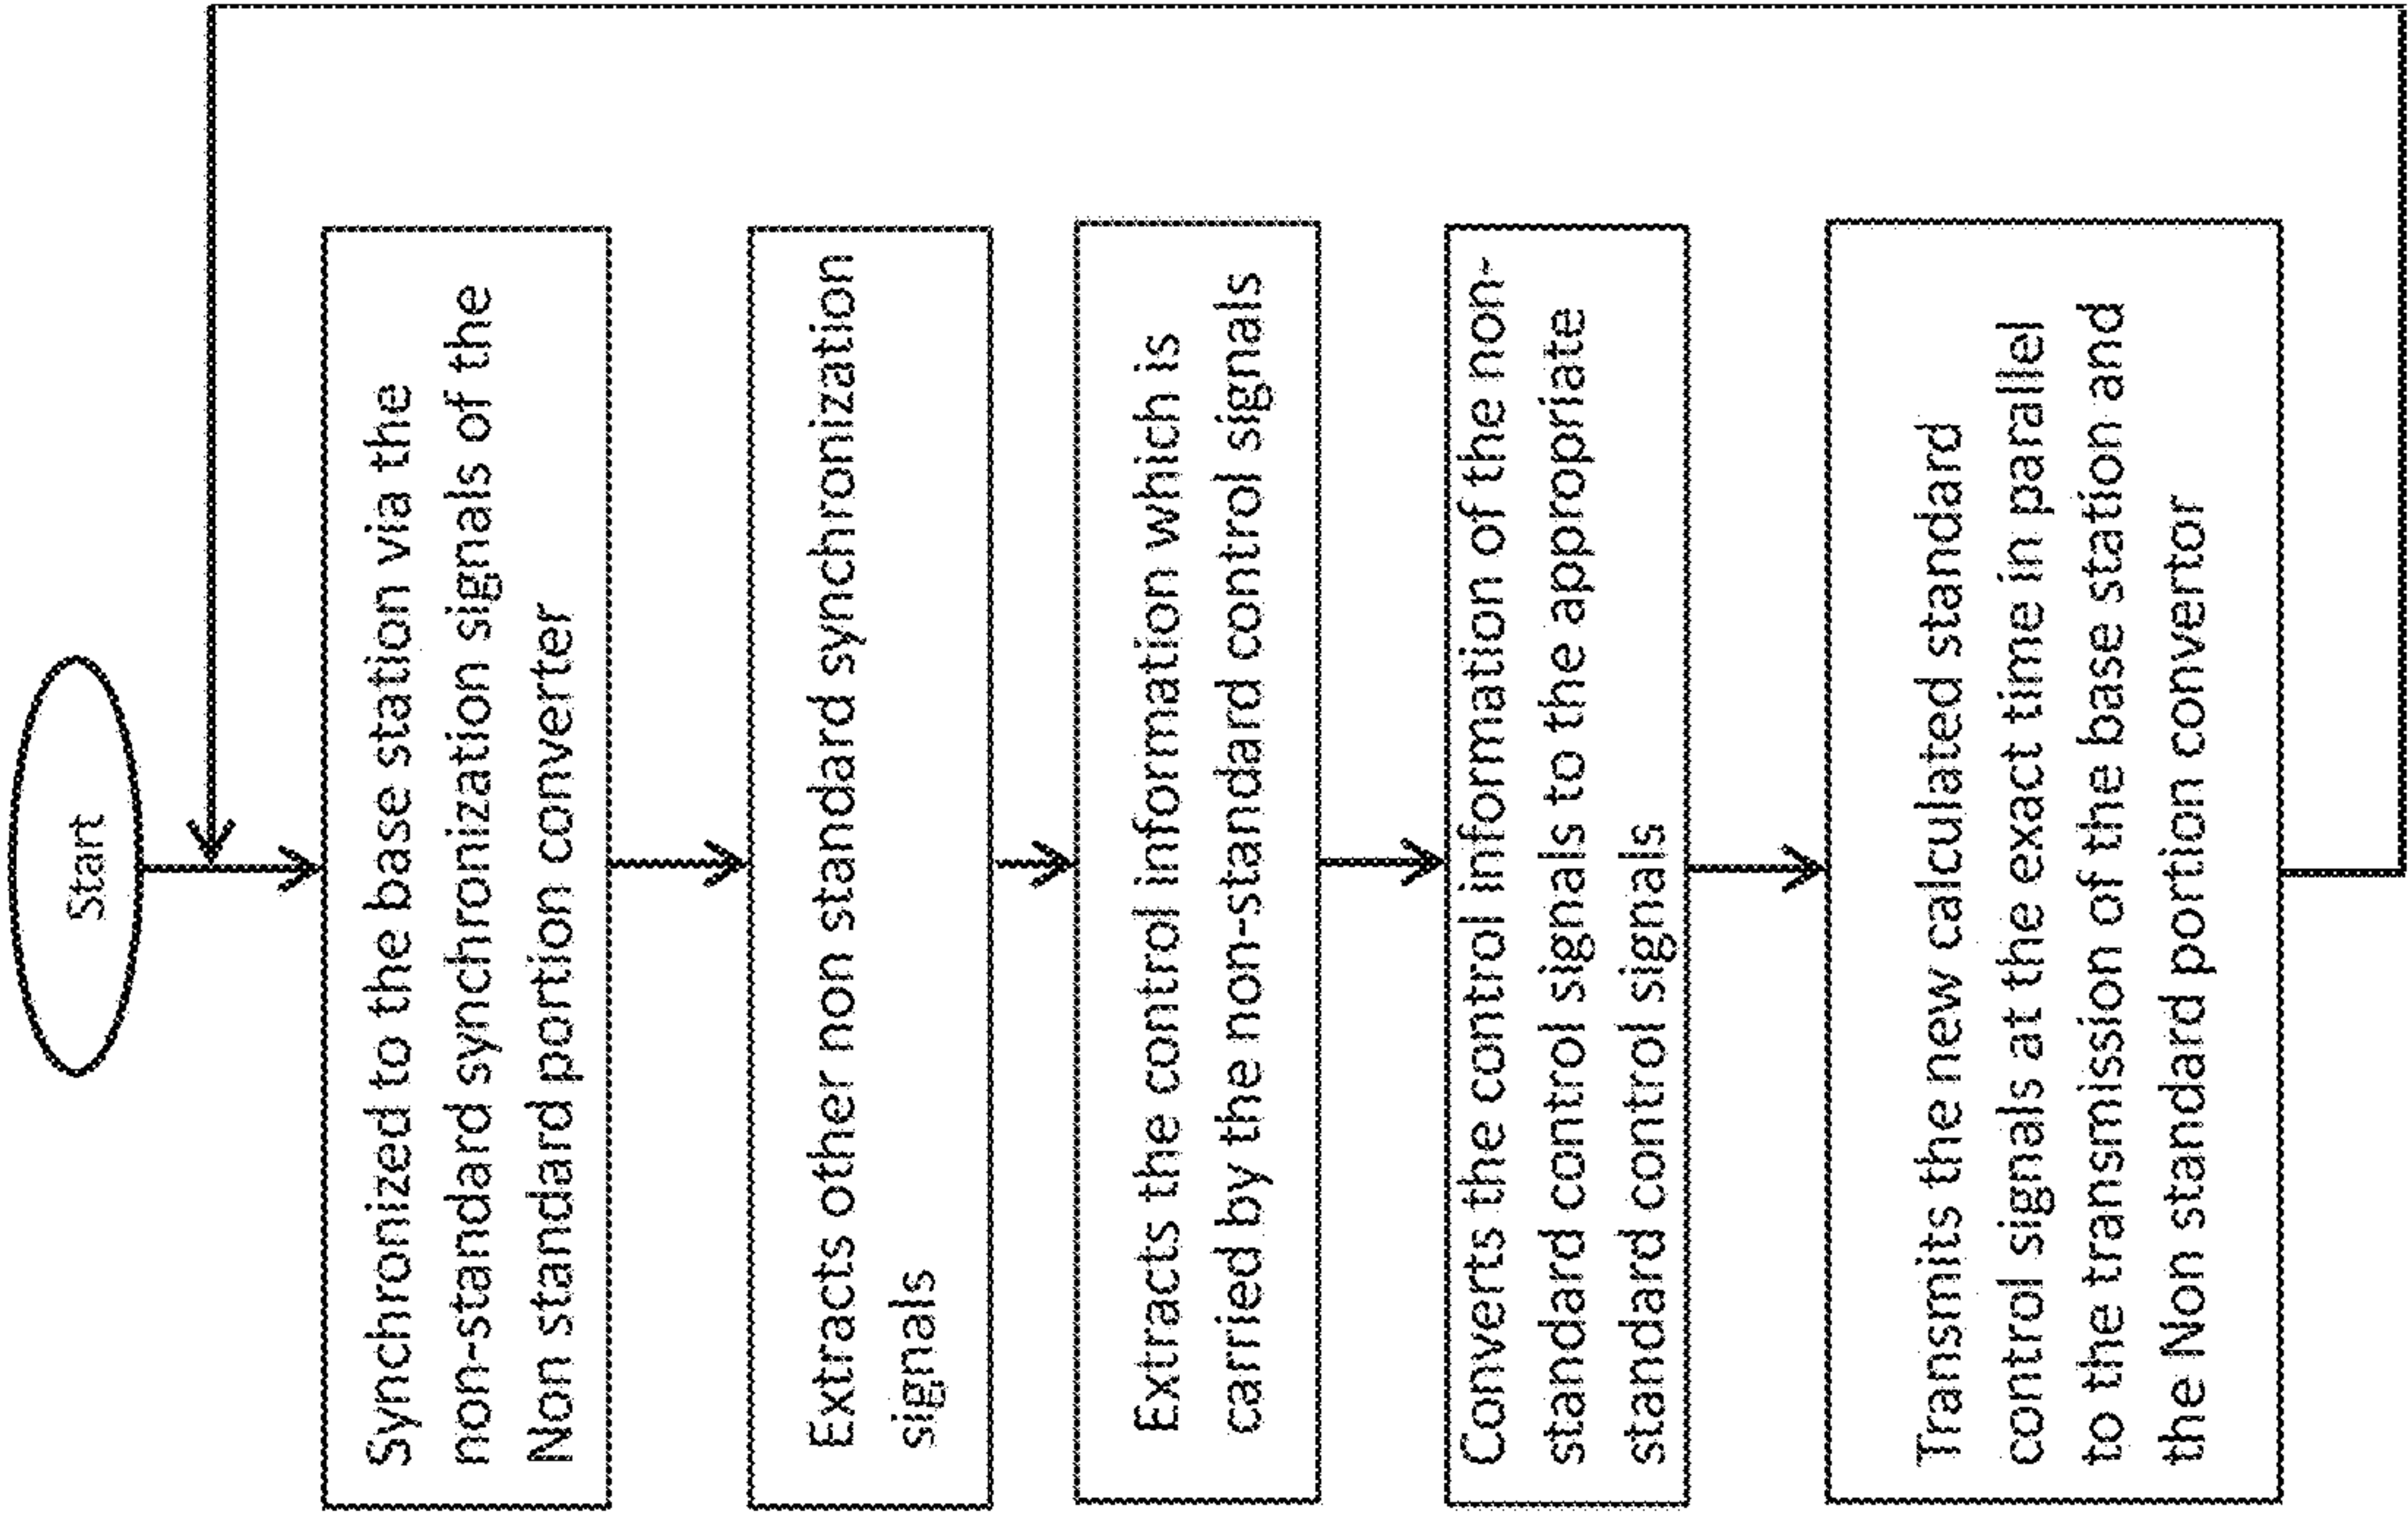 Start
Synchronized to the base station via the
non-standard synchronization signals of the
Non standard portion converter
Extracts other non standard synchronization
signals
Extracts the control information which is
carried by the non-standard control signals
Converts the control information of the non-
standard control signals to the appropriate
standard control signals
Transmits the new calculated standard
control signals at the exact time in parallel
to the transmission of the base station and
the Non standard portion convertor